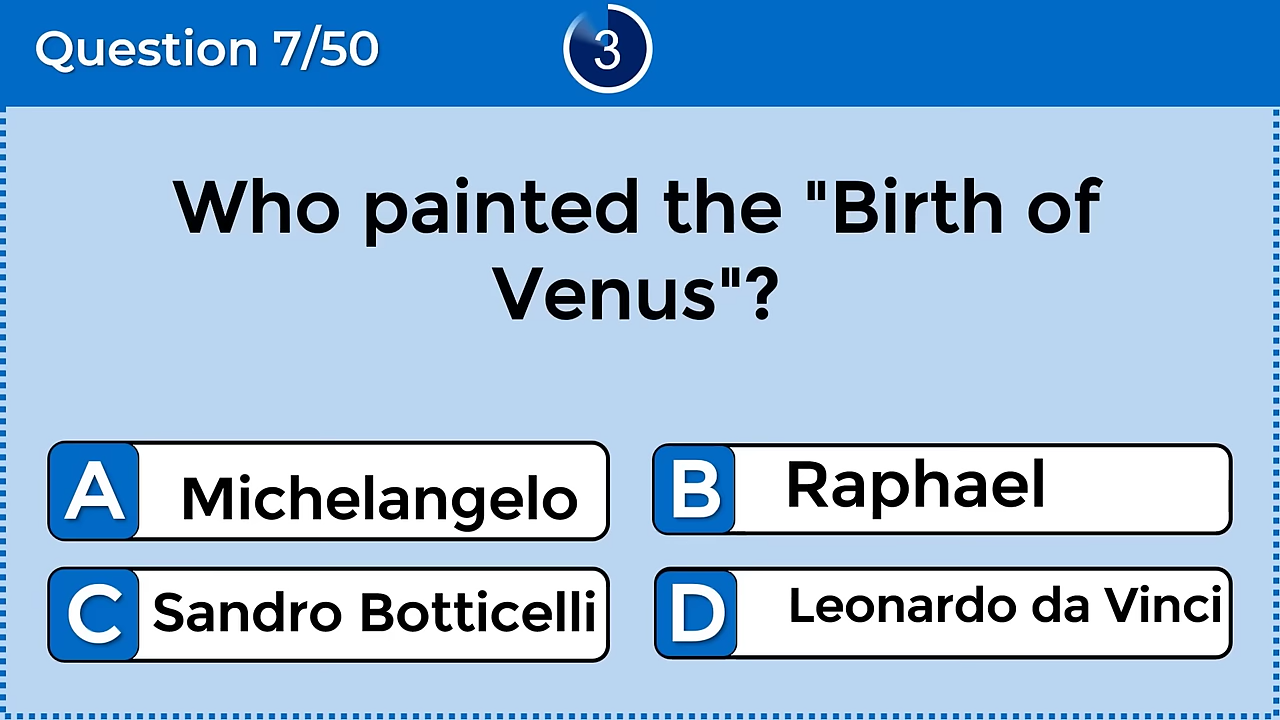 Question 7/50
3
Who painted the "Birth of
Venus"?
A Michelangelo
B Raphael
C Sandro Botticelli
D Leonardo da Vinci